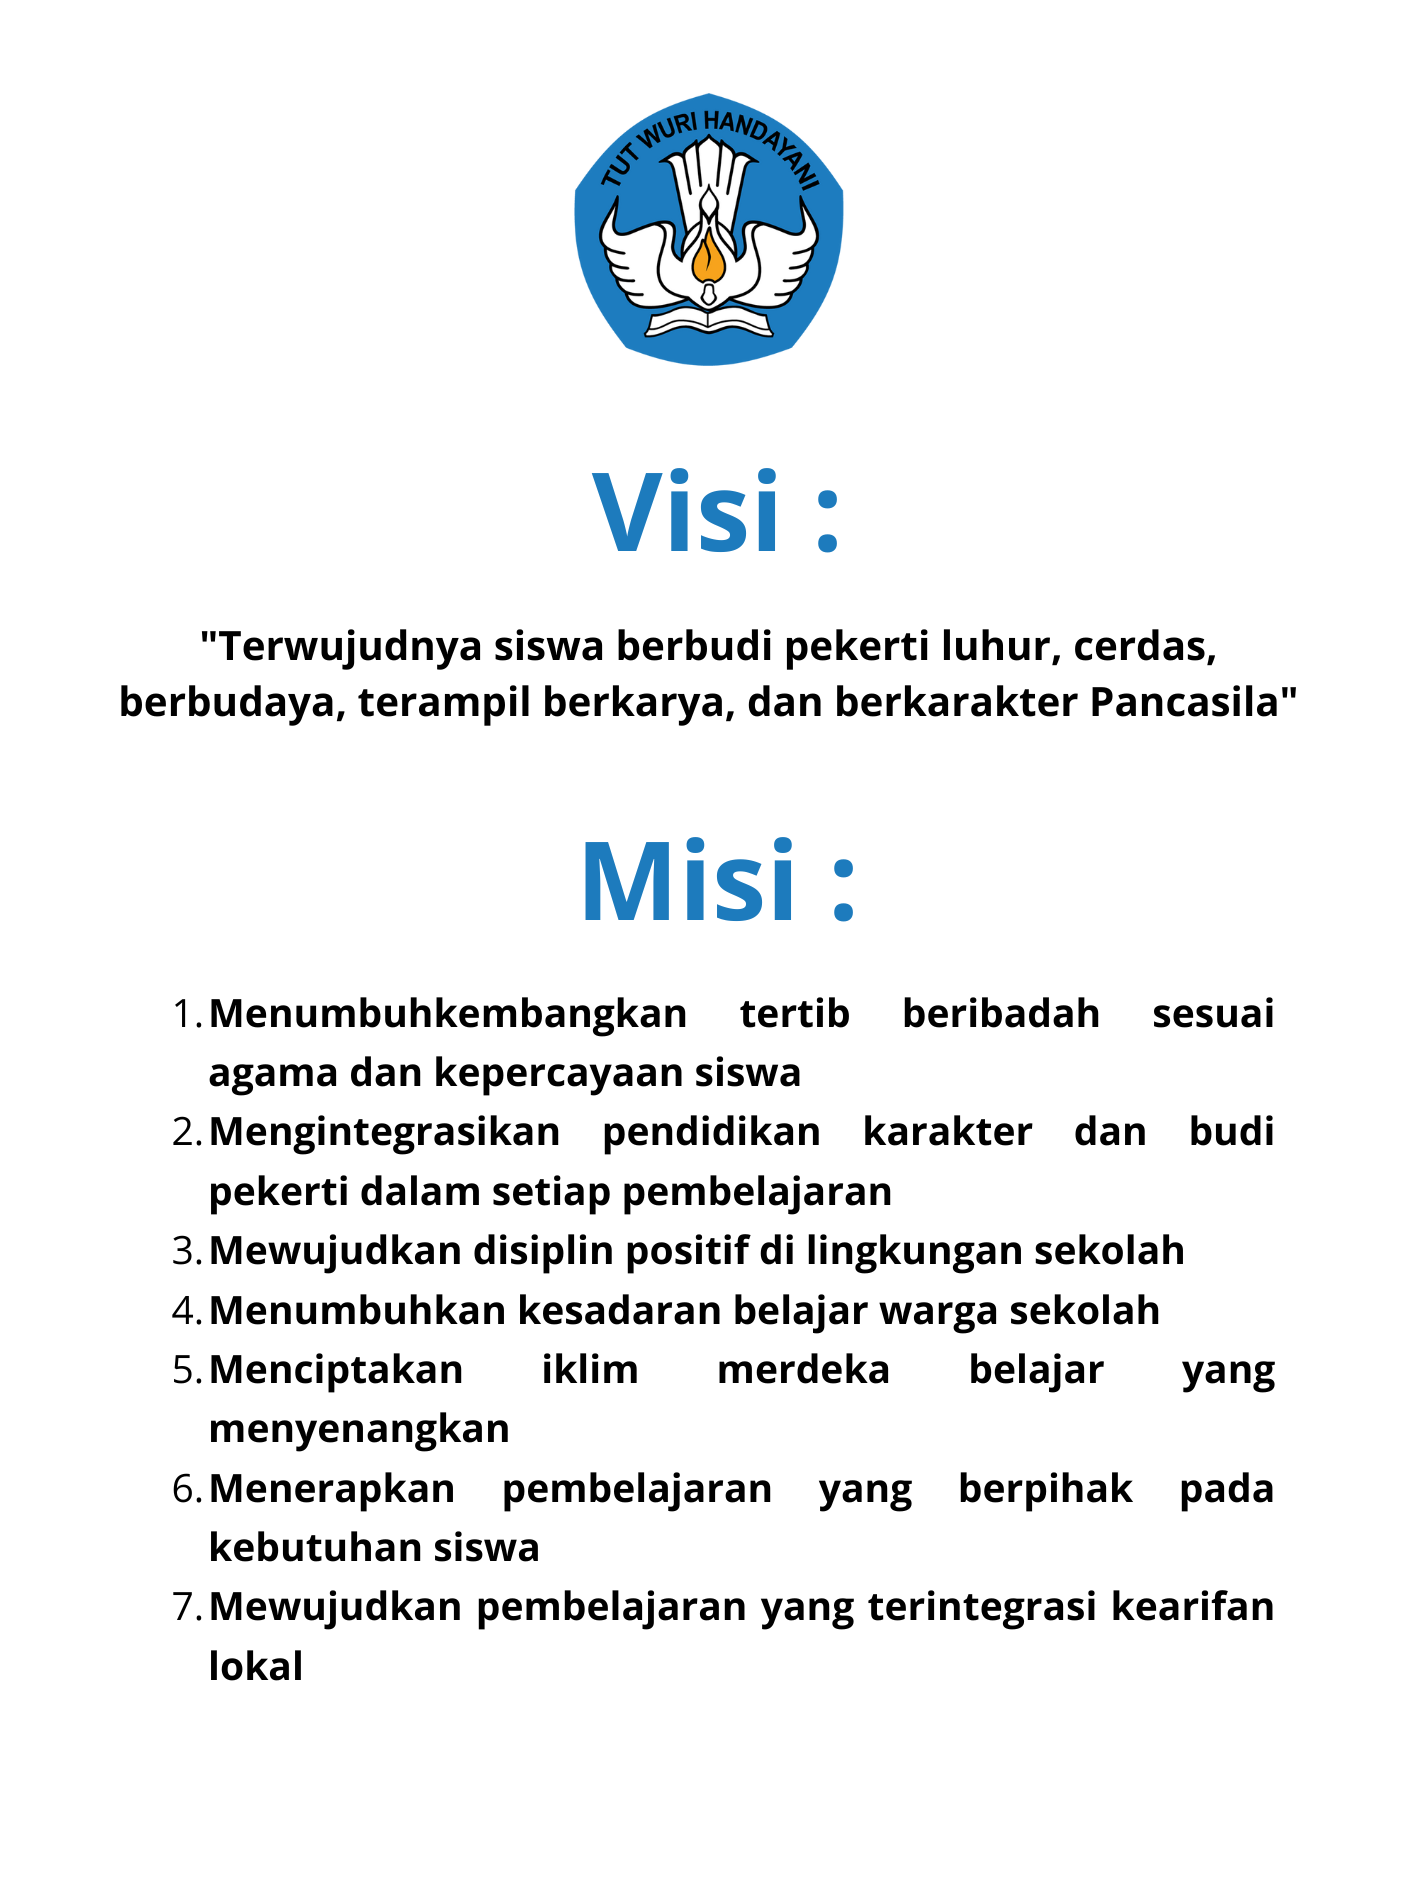 TUT WURI HANDAYANI
Visi :
"Terwujudnya siswa berbudi pekerti luhur, cerdas,
berbudaya, terampil berkarya, dan berkarakter Pancasila"
Misi :
1. Menumbuhkembangkan tertib beribadah sesuai
agama dan kepercayaan siswa
2. Mengintegrasikan pendidikan karakter dan budi
pekerti dalam setiap pembelajaran
3. Mewujudkan disiplin positif di lingkungan sekolah
4. Menumbuhkan kesadaran belajar warga sekolah
5. Menciptakan iklim merdeka belajar yang
menyenangkan
6. Menerapkan pembelajaran yang berpihak pada
kebutuhan siswa
7. Mewujudkan pembelajaran yang terintegrasi kearifan
lokal